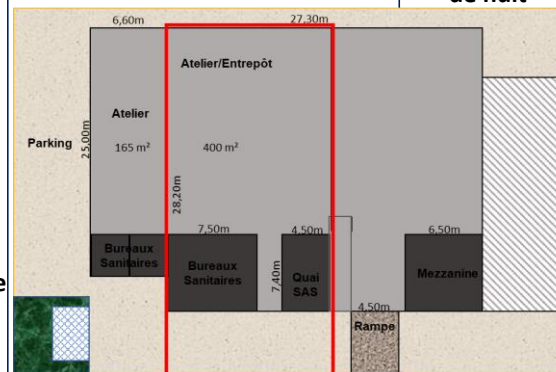 de nuit
6,60m
27,30m
Atelier/Entrepôt
Atelier
Parking
25,00m
165 m²
400 m²
28,20m
7,50m
4,50m
6,50m
Bureaux
Sanitaires
Bureaux
Sanitaires
7,40m
Quai
SAS
Mezzanine
e
4,50m
Rampe